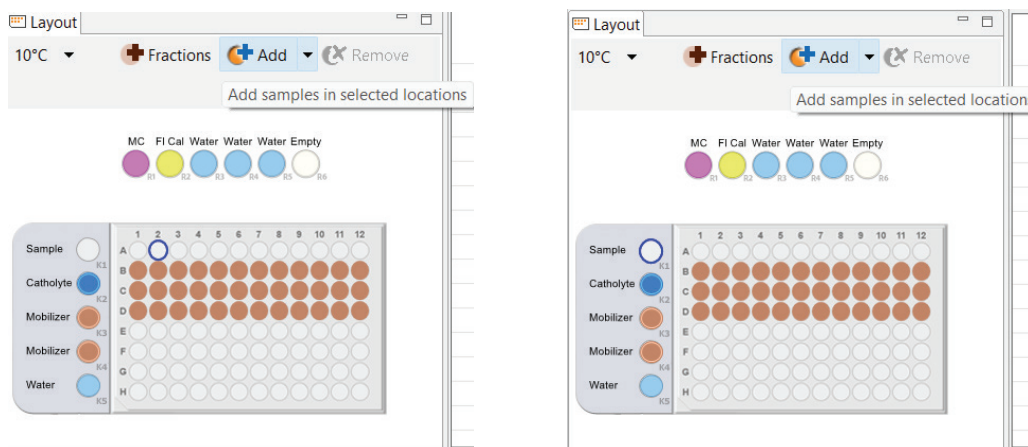 Layout
10°C Fractions Add Remove
Add samples in selected locations
MC FI Cal Water Water Water Empty
R1 R2 R3 R4 R5 R6
1 2 3 4 5 6 7 8 9 10 11 12
Sample
K1
Catholyte
K2
Mobilizer
K3
Mobilizer
K4
Water
K5
A
B
C
D
E
F
G
H
Layout
10°C Fractions Add Remove
Add samples in selected location
MC FI Cal Water Water Water Empty
R1 R2 R3 R4 R5 R6
1 2 3 4 5 6 7 8 9 10 11 12
Sample
K1
Catholyte
K2
Mobilizer
K3
Mobilizer
K4
Water
K5
A
B
C
D
E
F
G
H